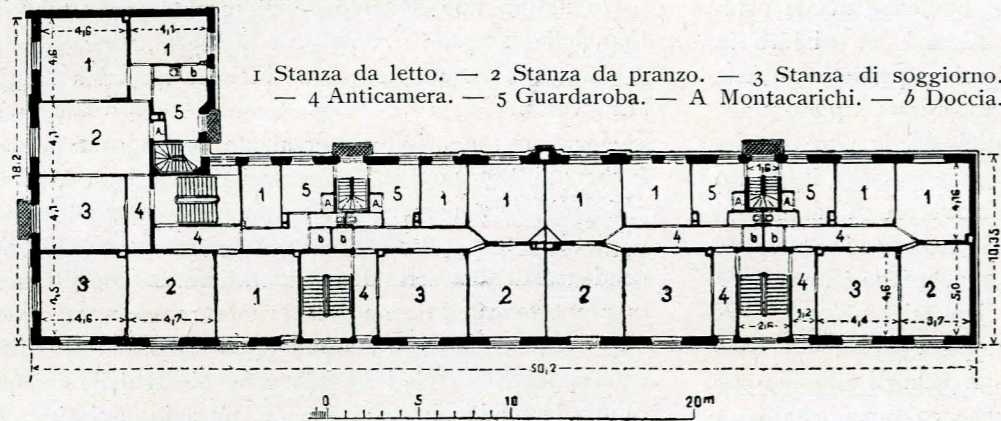 1 Stanza da letto. — 2 Stanza da pranzo. — 3 Stanza di soggiorno.
— 4 Anticamera. — 5 Guardaroba. — A Montacarichi. — b Doccia.
4,6 4,1
4,6 1 1
b
5
A
18.2
4,1 2
4,1 3 4
1 5 A A 5 1 1 1 1 5 A 1,6 A 5 1 1 4,16
4 b b 4 4 b b 4
10,35
3 2 1 4 3 2 2 3 4 4 3 2
4,6 4,7 2,6 1,2 4,4 3,7
4,6 5,0
50,2
0 5 10 20m